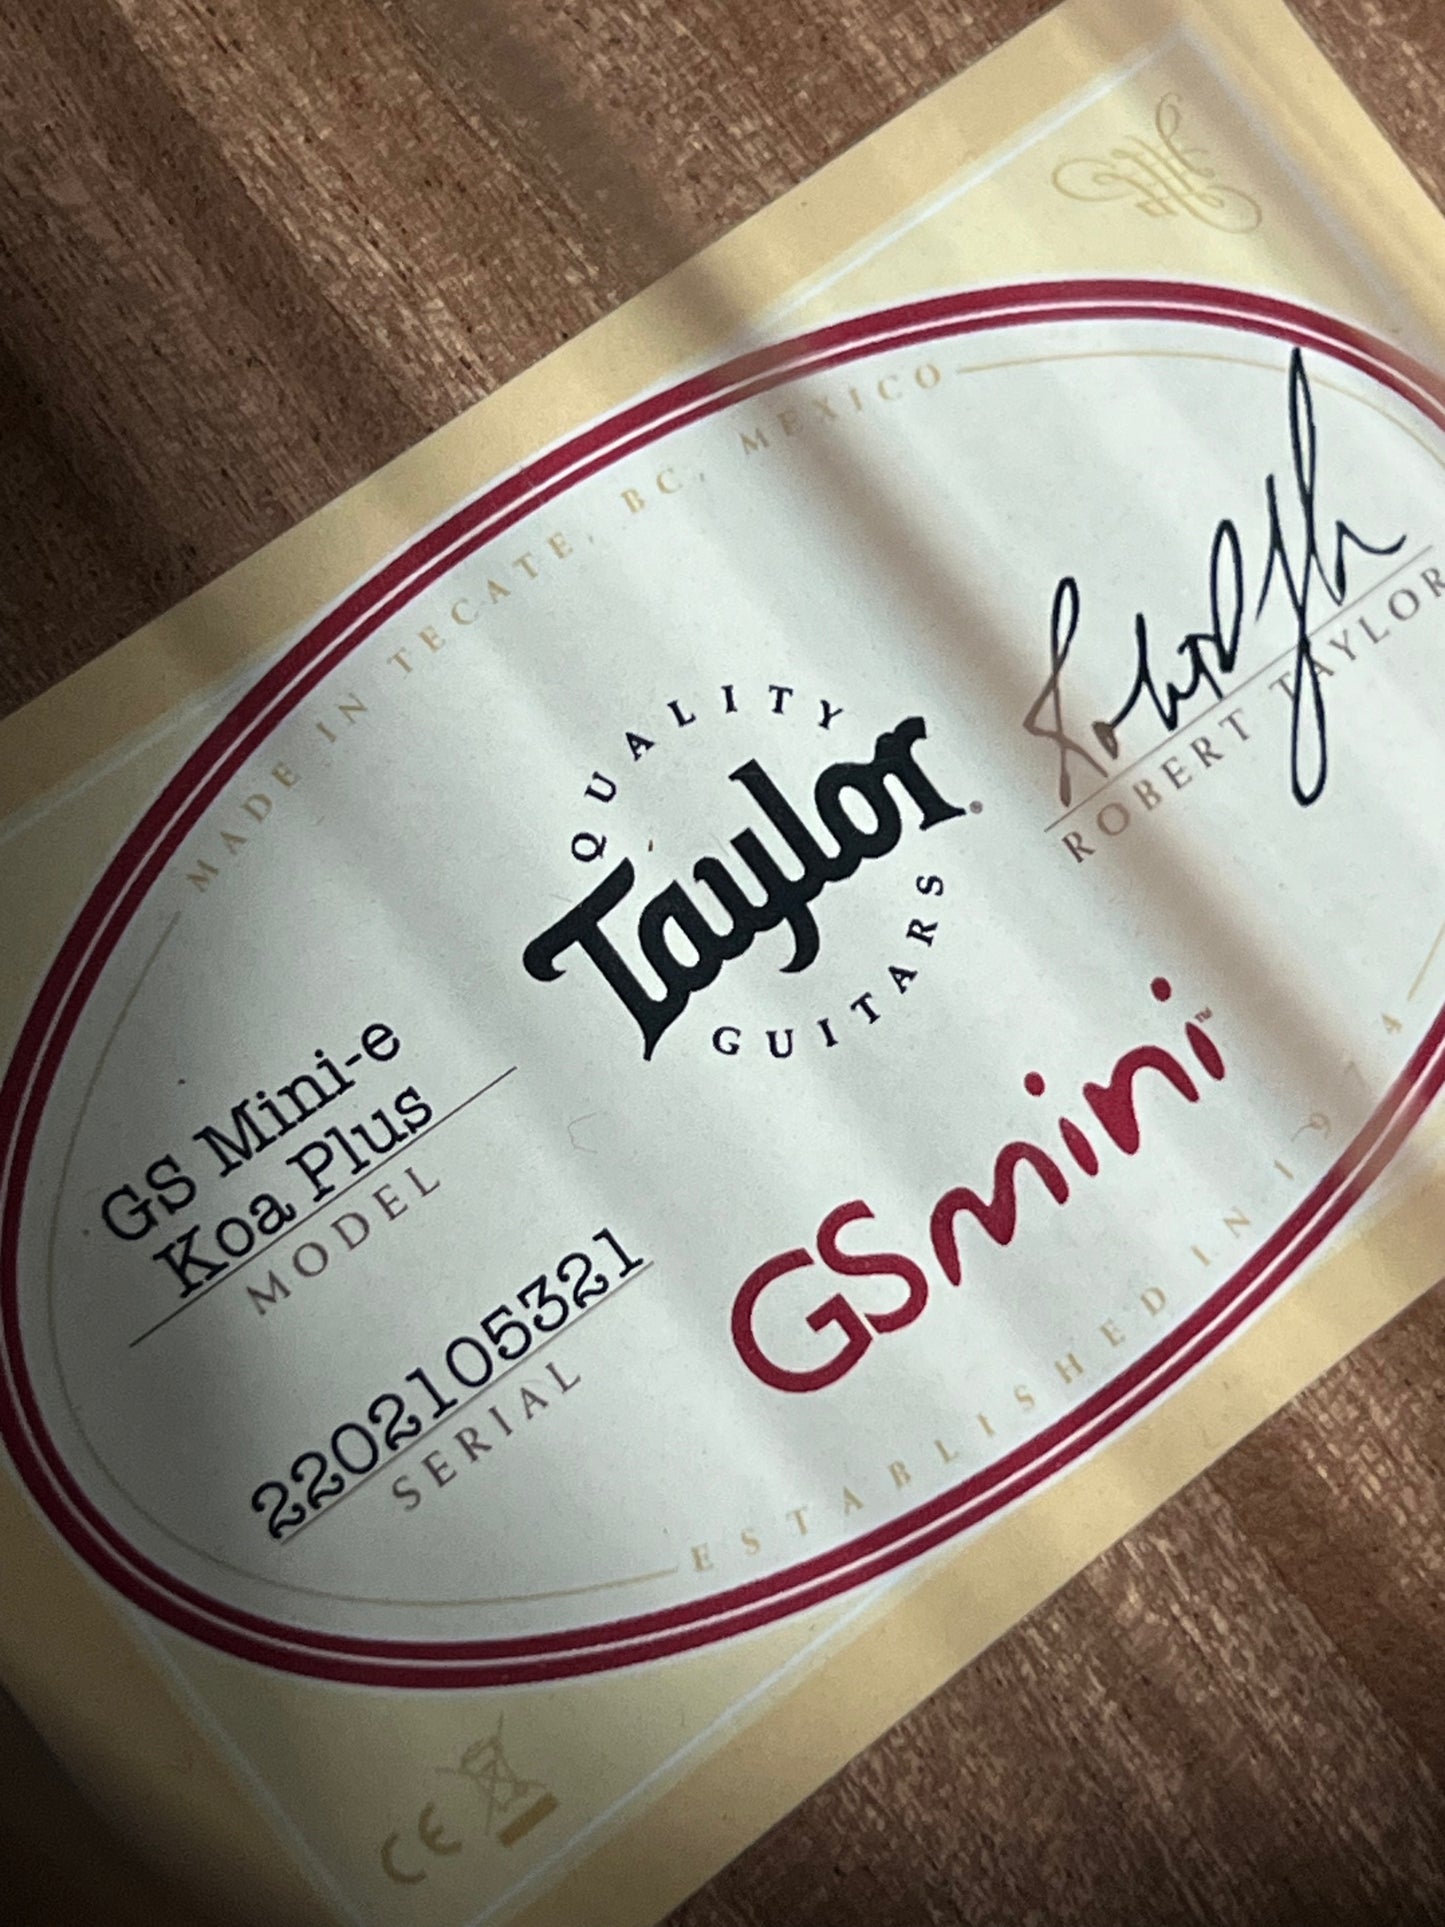 MADE IN TECATE, BC, MEXICO
QUALITY
Taylor®
GUITARS
ROBERT TAYLOR
GS Mini-e
Koa Plus
MODEL
GSmini™
2202105321
SERIAL
ESTABLISHED IN 1974
CE